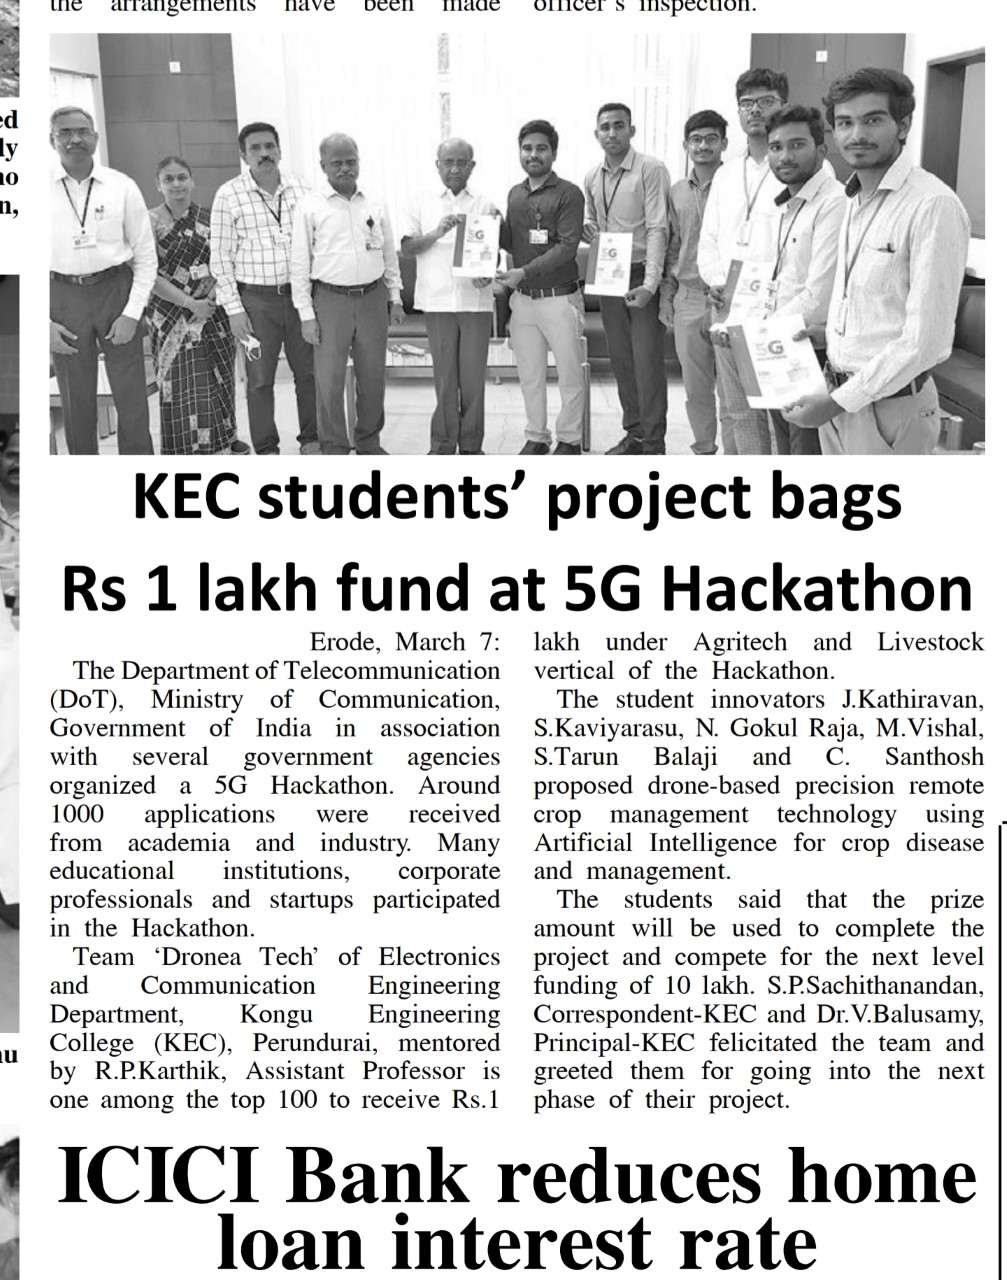 the arrangements have been made
officer's inspection.
ed
ly
no
n,
5G
5G
5G
5G
KEC students' project bags
Rs 1 lakh fund at 5G Hackathon
Erode, March 7:
The Department of Telecommunication
(DoT), Ministry of Communication,
Government of India in association
with several government agencies
organized a 5G Hackathon. Around
1000 applications were received
from academia and industry. Many
educational institutions, corporate
professionals and startups participated
in the Hackathon.
Team 'Dronea Tech' of Electronics
and Communication Engineering
Department, Kongu Engineering
College (KEC), Perundurai, mentored
by R.P.Karthik, Assistant Professor is
one among the top 100 to receive Rs.1
lakh under Agritech and Livestock
vertical of the Hackathon.
The student innovators J.Kathiravan,
S.Kaviyarasu, N. Gokul Raja, M.Vishal,
S.Tarun Balaji and C. Santhosh
proposed drone-based precision remote
crop management technology using
Artificial Intelligence for crop disease
and management.
The students said that the prize
amount will be used to complete the
project and compete for the next level
funding of 10 lakh. S.P.Sachithanandan,
Correspondent-KEC and Dr.V.Balusamy,
Principal-KEC felicitated the team and
greeted them for going into the next
phase of their project.
ICICI Bank reduces home
loan interest rate